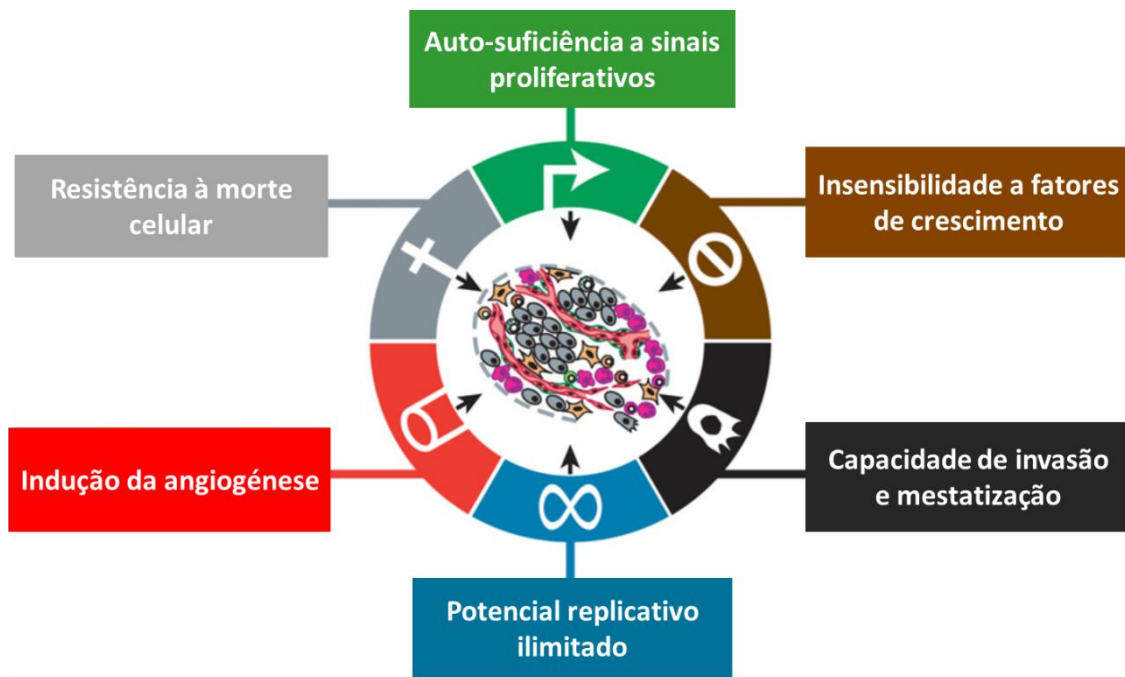 Auto-suficiência a sinais
proliferativos
Resistência à morte
celular
Insensibilidade a fatores
de crescimento
Indução da angiogénese
Capacidade de invasão
e mestatização
Potencial replicativo
ilimitado